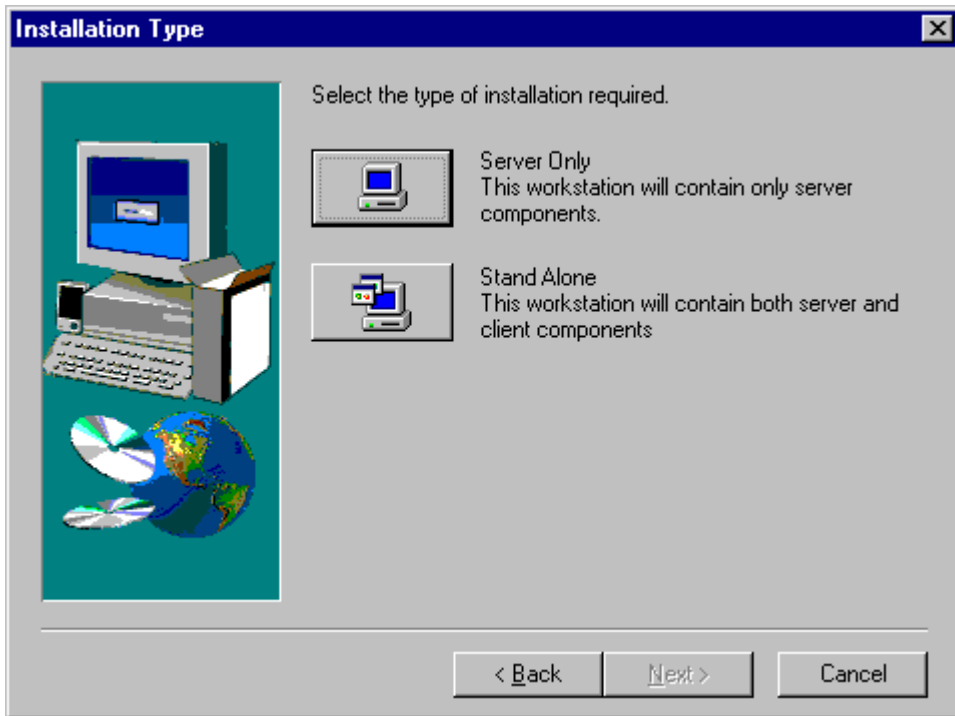 Installation Type
Select the type of installation required.
Server Only
This workstation will contain only server
components.
Stand Alone
This workstation will contain both server and
client components
< Back
Next >
Cancel